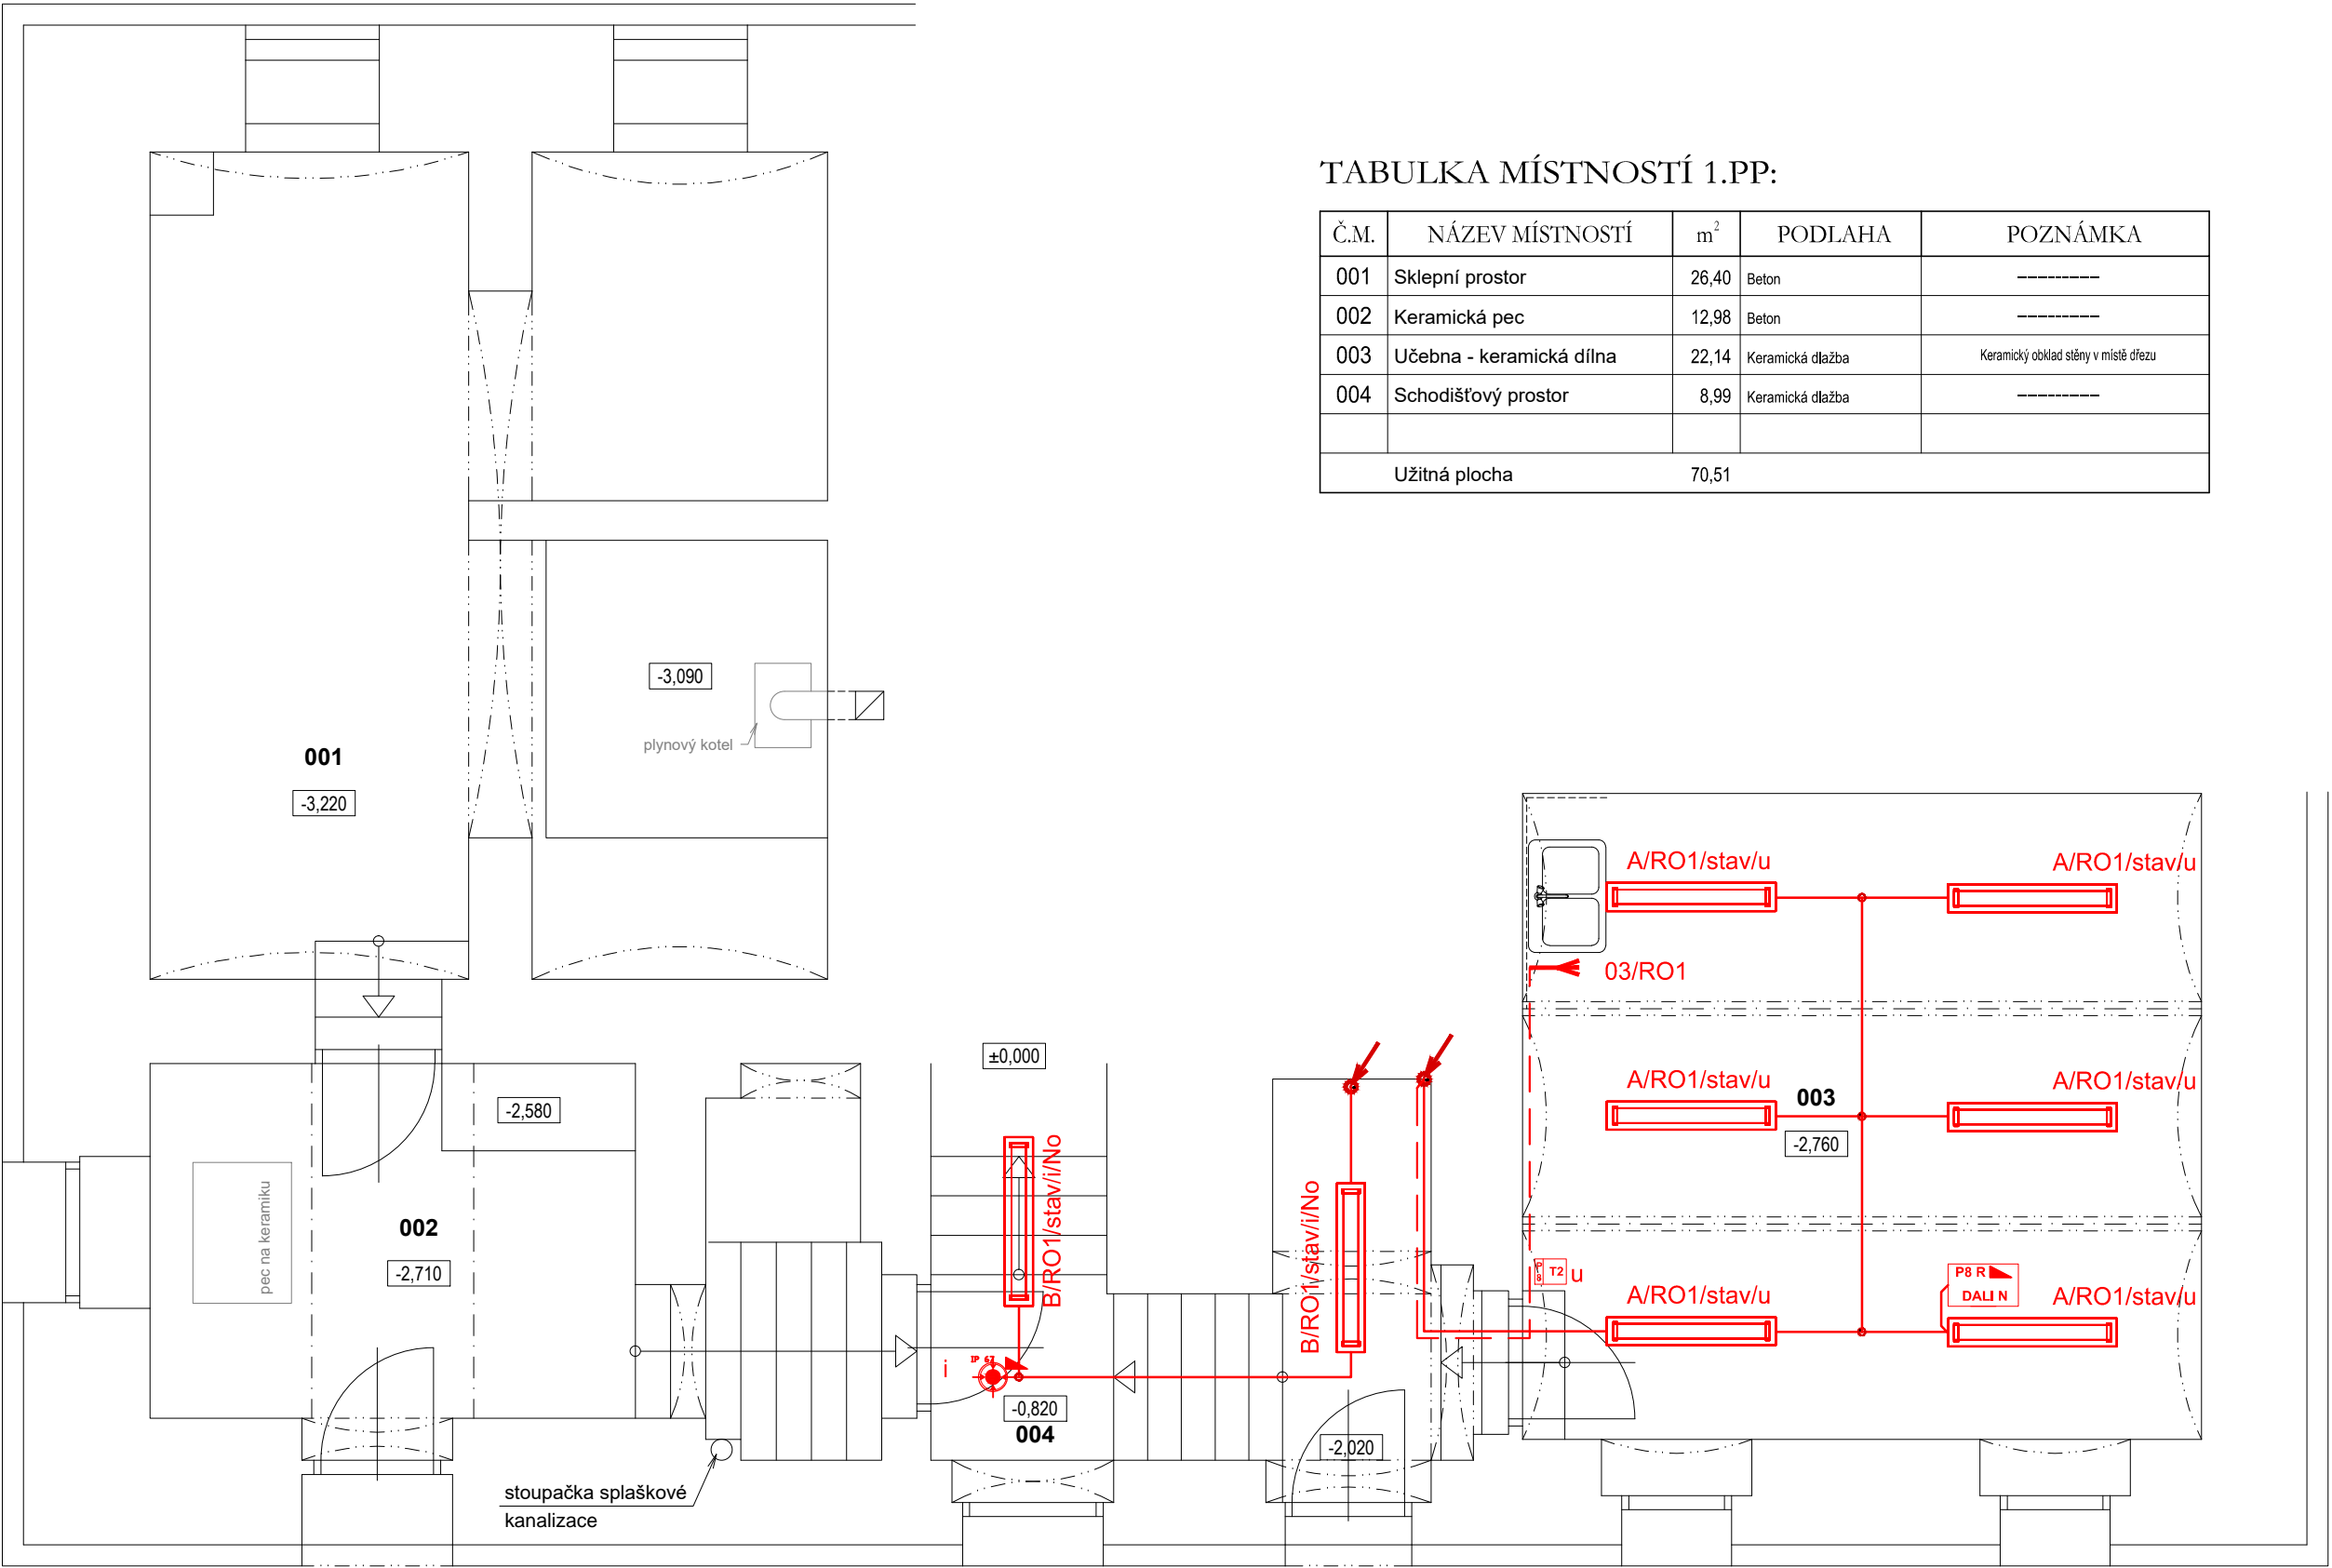 TABULKA MÍSTNOSTÍ 1.PP:
Č.M. NÁZEV MÍSTNOSTÍ m² PODLAHA POZNÁMKA
001 Sklepní prostor 26,40 Beton ---------
002 Keramická pec 12,98 Beton ---------
003 Učebna - keramická dílna 22,14 Keramická dlažba Keramický obklad stěny v místě dřezu
004 Schodišťový prostor 8,99 Keramická dlažba ---------
Užitná plocha 70,51
-3,090
plynový kotel
001
-3,220
A/RO1/stav/u
A/RO1/stav/u
03/RO1
±0,000
-2,580
A/RO1/stav/u
A/RO1/stav/u
003
-2,760
pec na keramiku
002
-2,710
B/RO1/stav/i/No
B/RO1/stav/i/No
P8 T2 u
P8 R
DALI N
A/RO1/stav/u
A/RO1/stav/u
i
IP 67
-0,820
004
-2,020
stoupačka splaškové
kanalizace